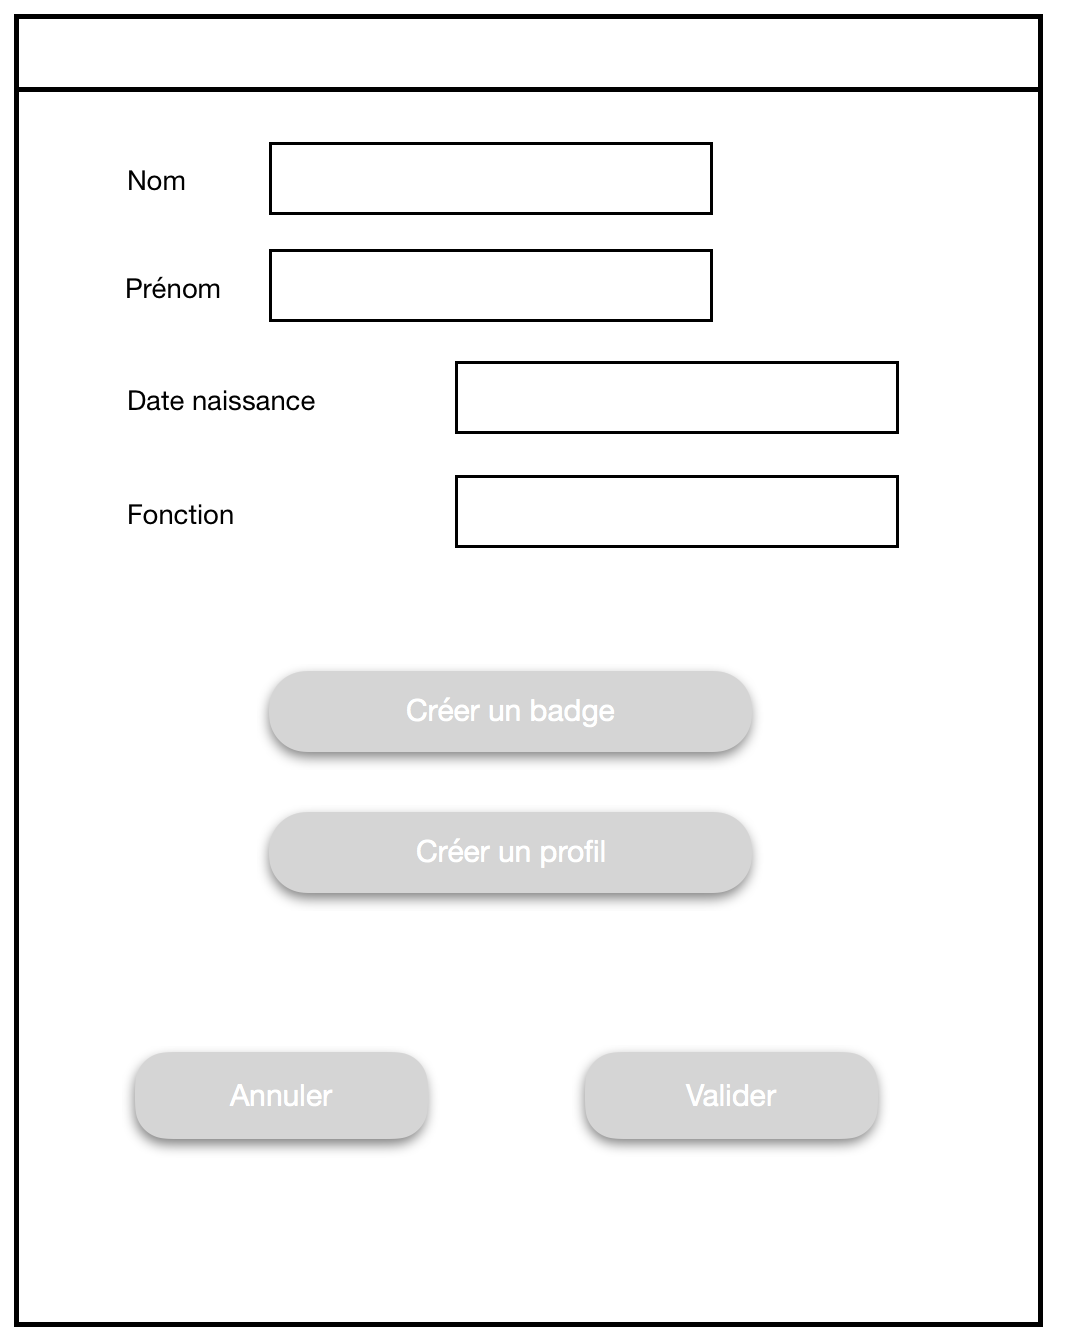 Nom
Prénom
Date naissance
Fonction
Créer un badge
Créer un profil
Annuler
Valider